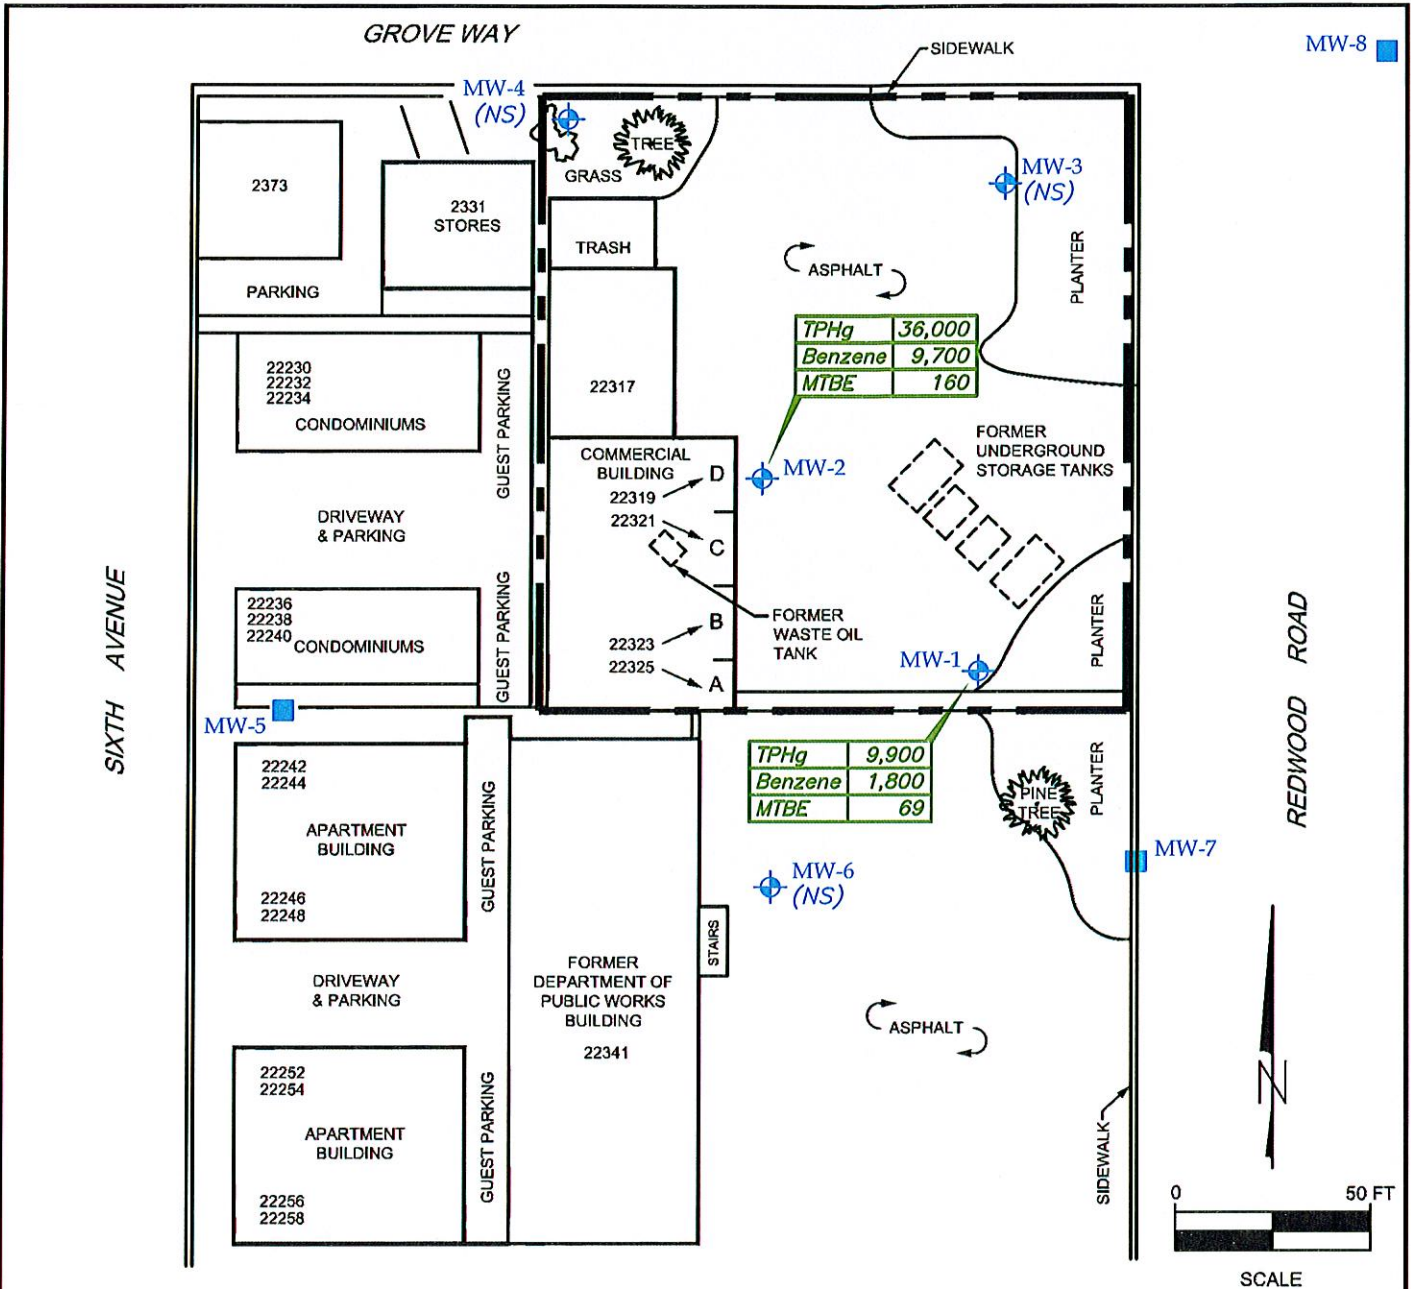 GROVE WAY
SIDEWALK
MW-8
MW-4
(NS)
TREE
GRASS
MW-3
(NS)
2373
2331
STORES
TRASH
ASPHALT
PLANTER
PARKING
TPHg 36,000
Benzene 9,700
MTBE 160
22230
22232
22234
CONDOMINIUMS
GUEST PARKING
22317
FORMER
UNDERGROUND
STORAGE TANKS
COMMERCIAL
BUILDING
D
22319
MW-2
22321
C
DRIVEWAY
& PARKING
SIXTH AVENUE
22236
22238
22240
CONDOMINIUMS
GUEST PARKING
B
22323
22325
A
FORMER
WASTE OIL
TANK
MW-1
PLANTER
REDWOOD ROAD
MW-5
TPHg 9,900
Benzene 1,800
MTBE 69
PLANTER
PINE
TREE
22242
22244
APARTMENT
BUILDING
22246
22248
GUEST PARKING
MW-7
MW-6
(NS)
STAIRS
FORMER
DEPARTMENT OF
PUBLIC WORKS
BUILDING
22341
DRIVEWAY
& PARKING
ASPHALT
22252
22254
APARTMENT
BUILDING
22256
22258
GUEST PARKING
SIDEWALK
N
0 50 FT
SCALE